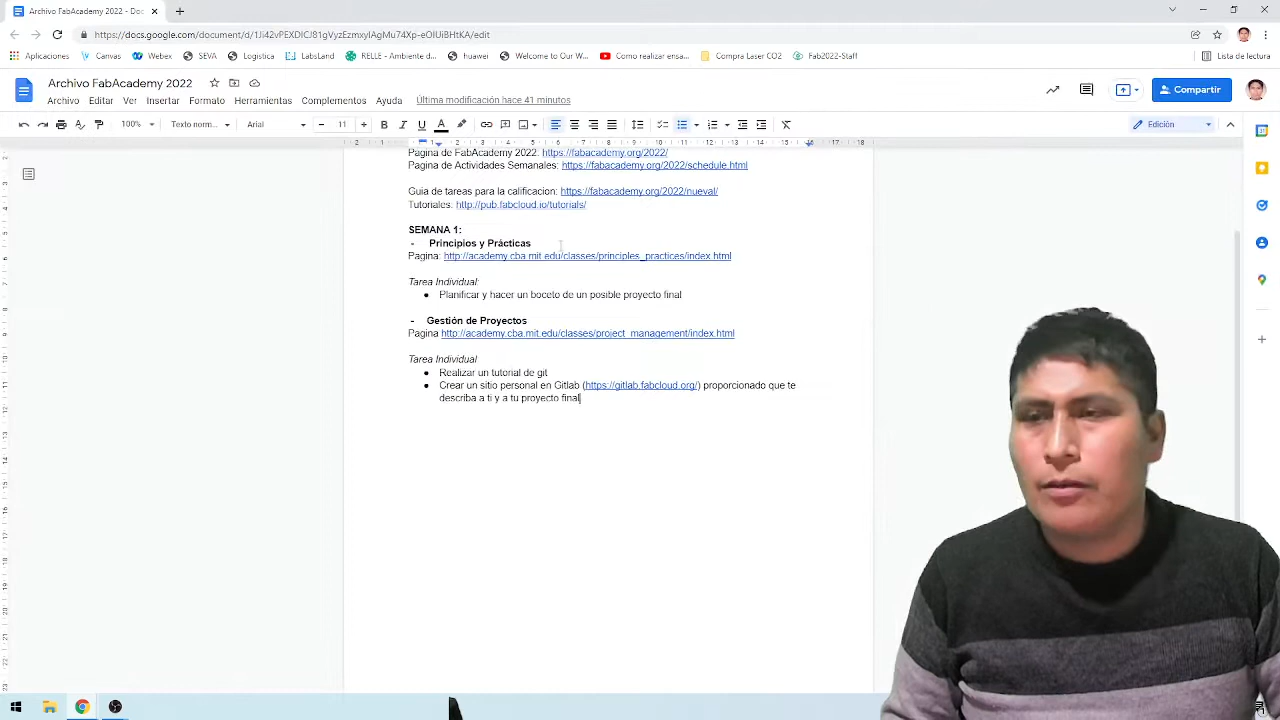 Archivo FabAcademy 2022 - Doc
https://docs.google.com/document/d/1Ji42vPEXDICJ81gVyzEzmxylAgMu74Xp-eOlUiBHtKA/edit
Aplicaciones Canvas Webex SEVA Logistica LabsLand RELLE - Ambiente d... huawei Welcome to Our W... Como realizar ensa... Compra Laser CO2 Fab2022-Staff Lista de lectura
Archivo FabAcademy 2022
Compartir
Archivo Editar Ver Insertar Formato Herramientas Complementos Ayuda Última modificación hace 41 minutos
100% Texto norm... Arial 11 Edición
Pagina de FabAcademy 2022. https://fabacademy.org/2022/
Pagina de Actividades Semanales: https://fabacademy.org/2022/schedule.html
Guia de tareas para la calificacion: https://fabacademy.org/2022/nueval/
Tutoriales. http://pub.fabcloud.io/tutorials/
SEMANA 1:
- Principios y Prácticas
Pagina: http://academy.cba.mit.edu/classes/principles_practices/index.html
Tarea Individual:
● Planificar y hacer un boceto de un posible proyecto final
- Gestión de Proyectos
Pagina http://academy.cba.mit.edu/classes/project_management/index.html
Tarea Individual
● Realizar un tutorial de git
● Crear un sitio personal en Gitlab (https://gitlab.fabcloud.org/) proporcionado que te
describa a ti y a tu proyecto final